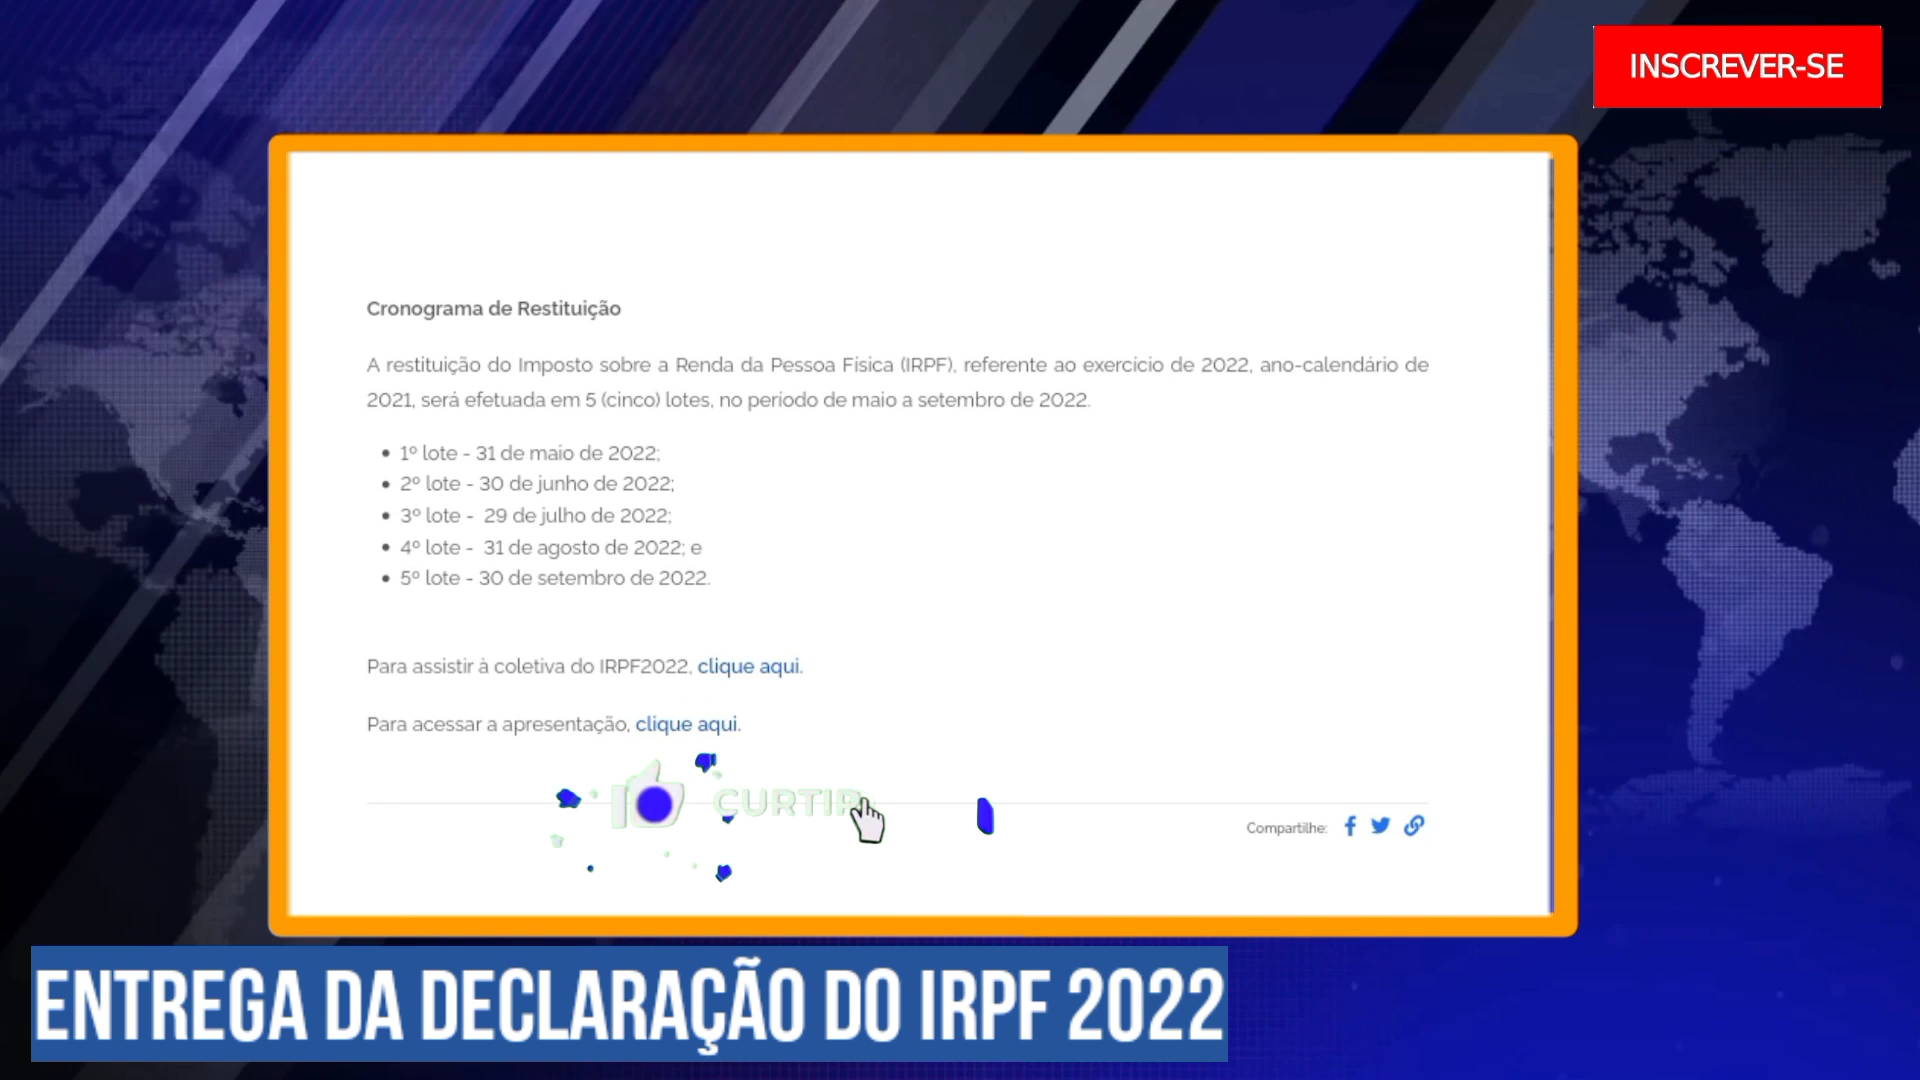 INSCREVER-SE
Cronograma de Restituição
A restituição do Imposto sobre a Renda da Pessoa Física (IRPF), referente ao exercício de 2022, ano-calendário de
2021, será efetuada em 5 (cinco) lotes, no período de maio a setembro de 2022.
• 1º lote - 31 de maio de 2022;
• 2º lote - 30 de junho de 2022;
• 3º lote - 29 de julho de 2022;
• 4º lote - 31 de agosto de 2022; e
• 5º lote - 30 de setembro de 2022.
Para assistir à coletiva do IRPF2022, clique aqui.
Para acessar a apresentação, clique aqui.
CURTIR
Compartilhe:
ENTREGA DA DECLARAÇÃO DO IRPF 2022